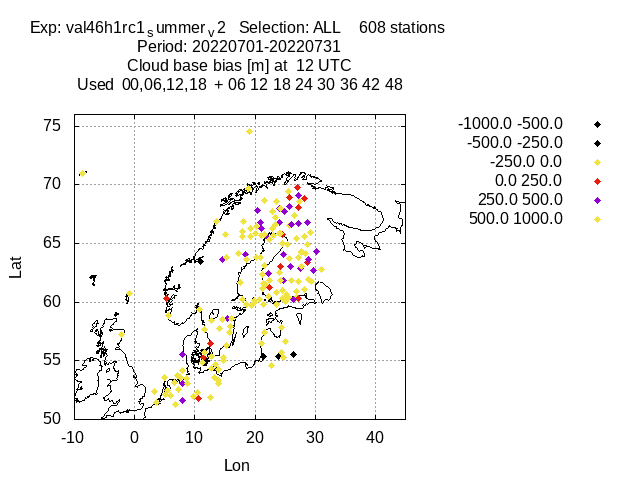 Exp: val46h1rc1summerv2 Selection: ALL 608 stations
Period: 20220701-20220731
Cloud base bias [m] at 12 UTC
Used 00,06,12,18 + 06 12 18 24 30 36 42 48
-1000.0 -500.0
-500.0 -250.0
-250.0 0.0
0.0 250.0
250.0 500.0
500.0 1000.0
75
70
65
60
55
50
Lat
-10 0 10 20 30 40
Lon